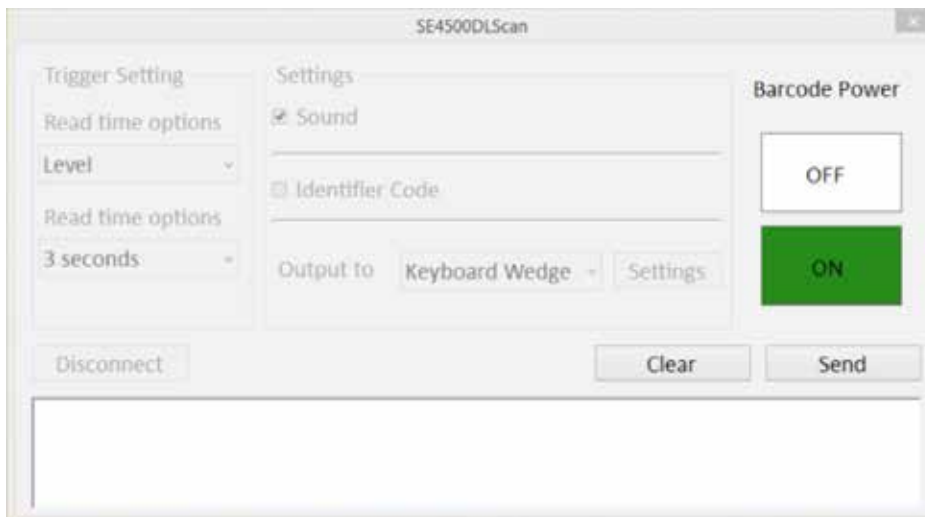 SE4500DLScan
Trigger Setting
Read time options
Level
Read time options
3 seconds
Settings
Sound
Identifier Code
Output to
Keyboard Wedge
Settings
Barcode Power
OFF
ON
Disconnect
Clear
Send